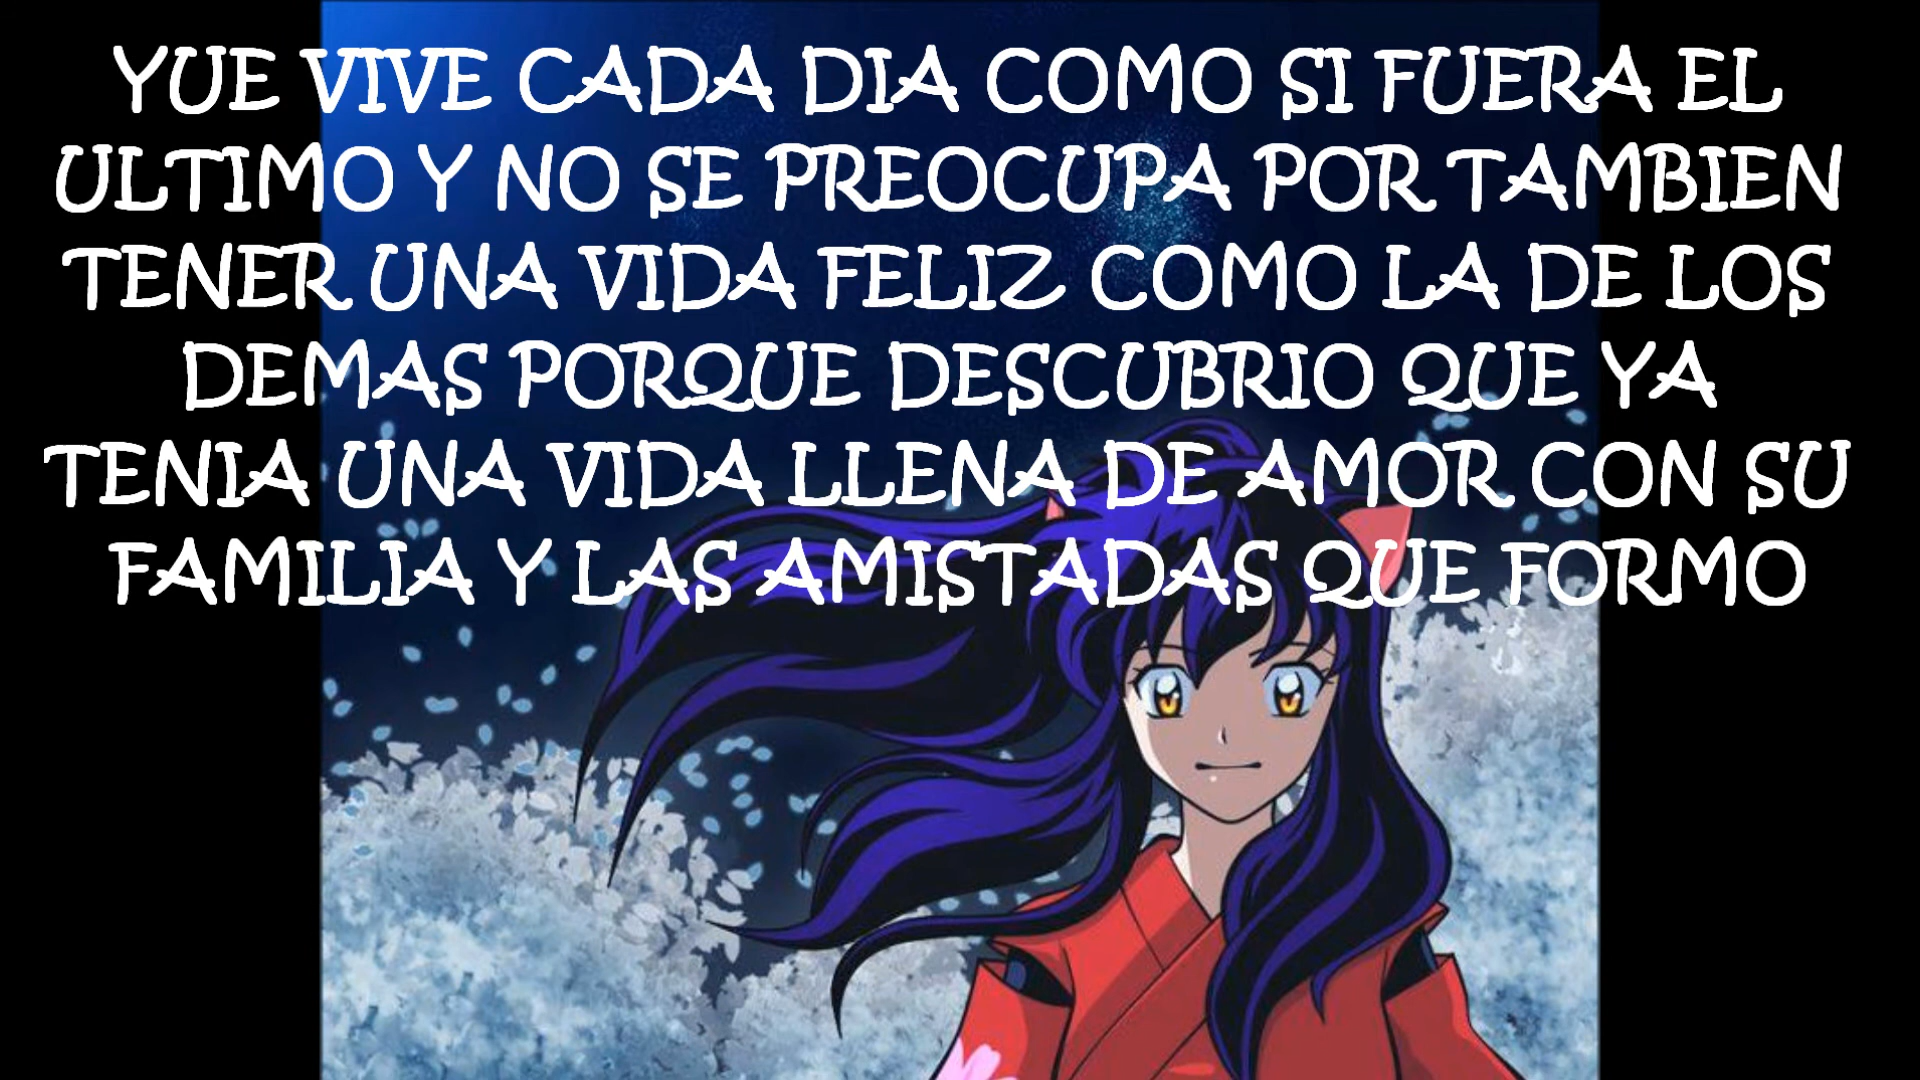 YUE VIVE CADA DIA COMO SI FUERA EL
ULTIMO Y NO SE PREOCUPA POR TAMBIEN
TENER UNA VIDA FELIZ COMO LA DE LOS
DEMAS PORQUE DESCUBRIO QUE YA
TENIA UNA VIDA LLENA DE AMOR CON SU
FAMILIA Y LAS AMISTADAS QUE FORMO